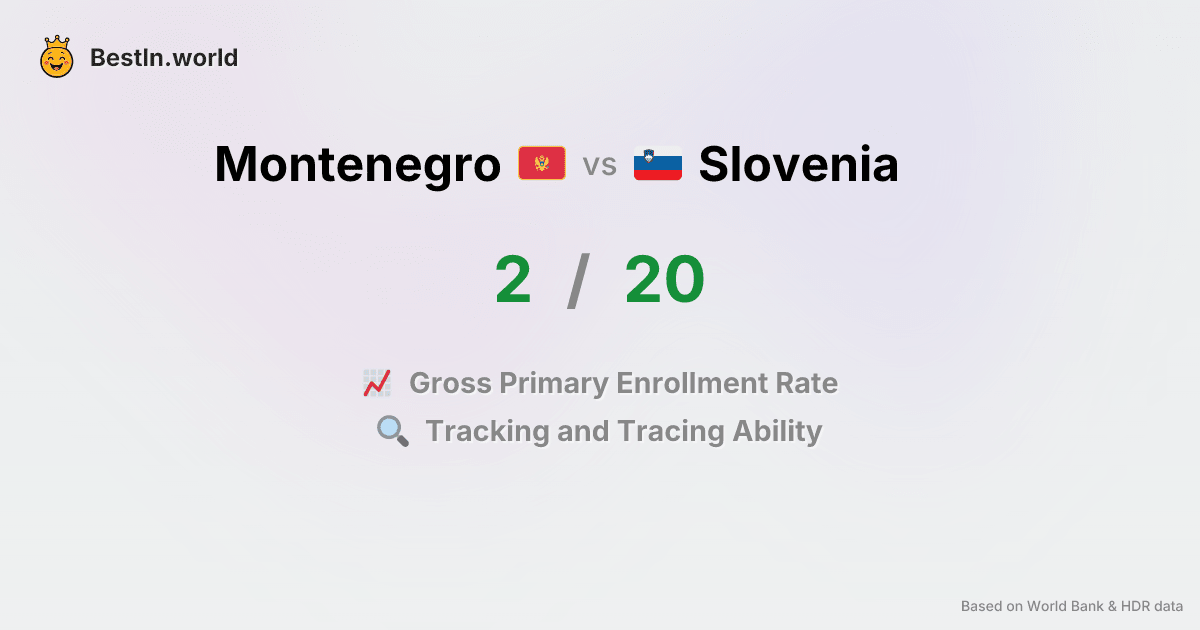 BestIn.world
Montenegro vs Slovenia
2 / 20
Gross Primary Enrollment Rate
Tracking and Tracing Ability
Based on World Bank & HDR data